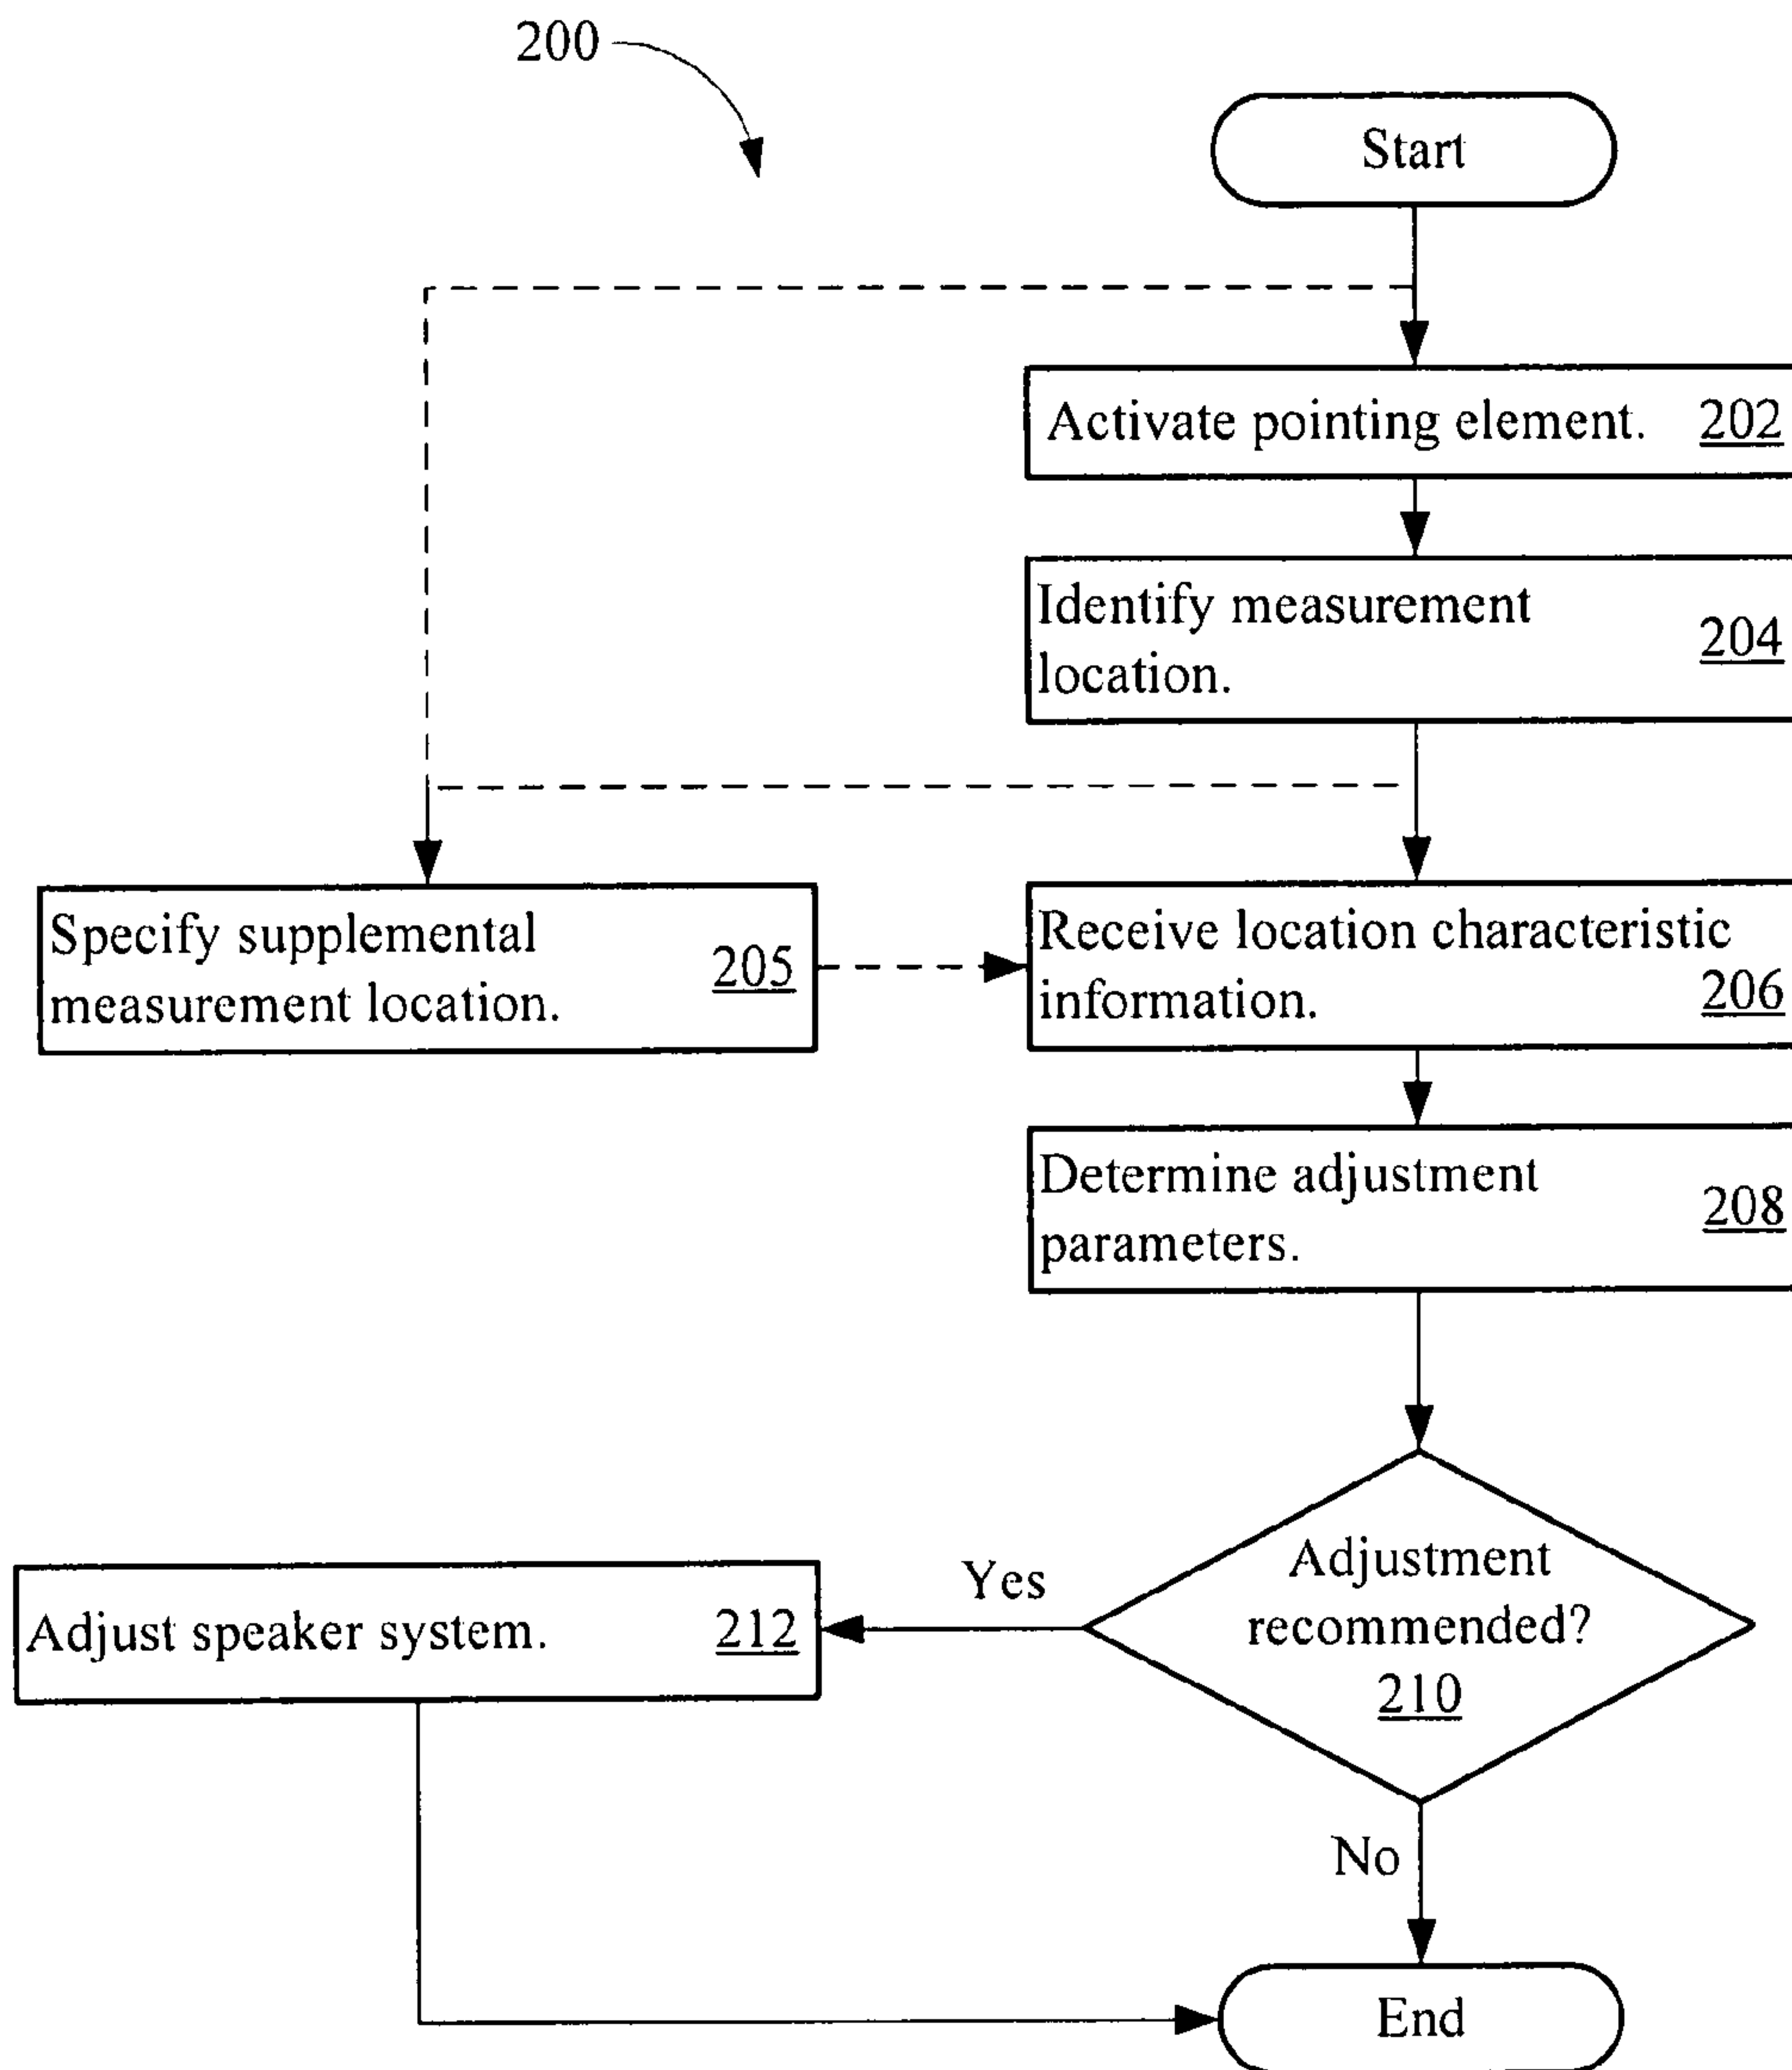 200
Start
Activate pointing element. 202
Identify measurement
location.
204
Specify supplemental
measurement location.
205
Receive location characteristic
information.
206
Determine adjustment
parameters.
208
Adjustment
recommended?
210
Yes
Adjust speaker system. 212
No
End